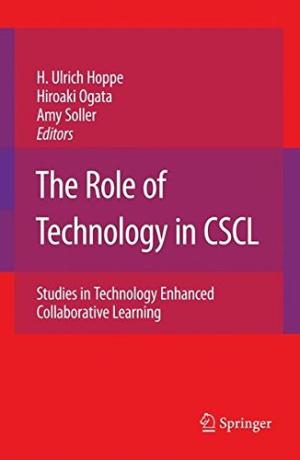 H. Ulrich Hoppe
Hiroaki Ogata
Amy Soller
Editors
The Role of
Technology in CSCL
Studies in Technology Enhanced
Collaborative Learning
Springer